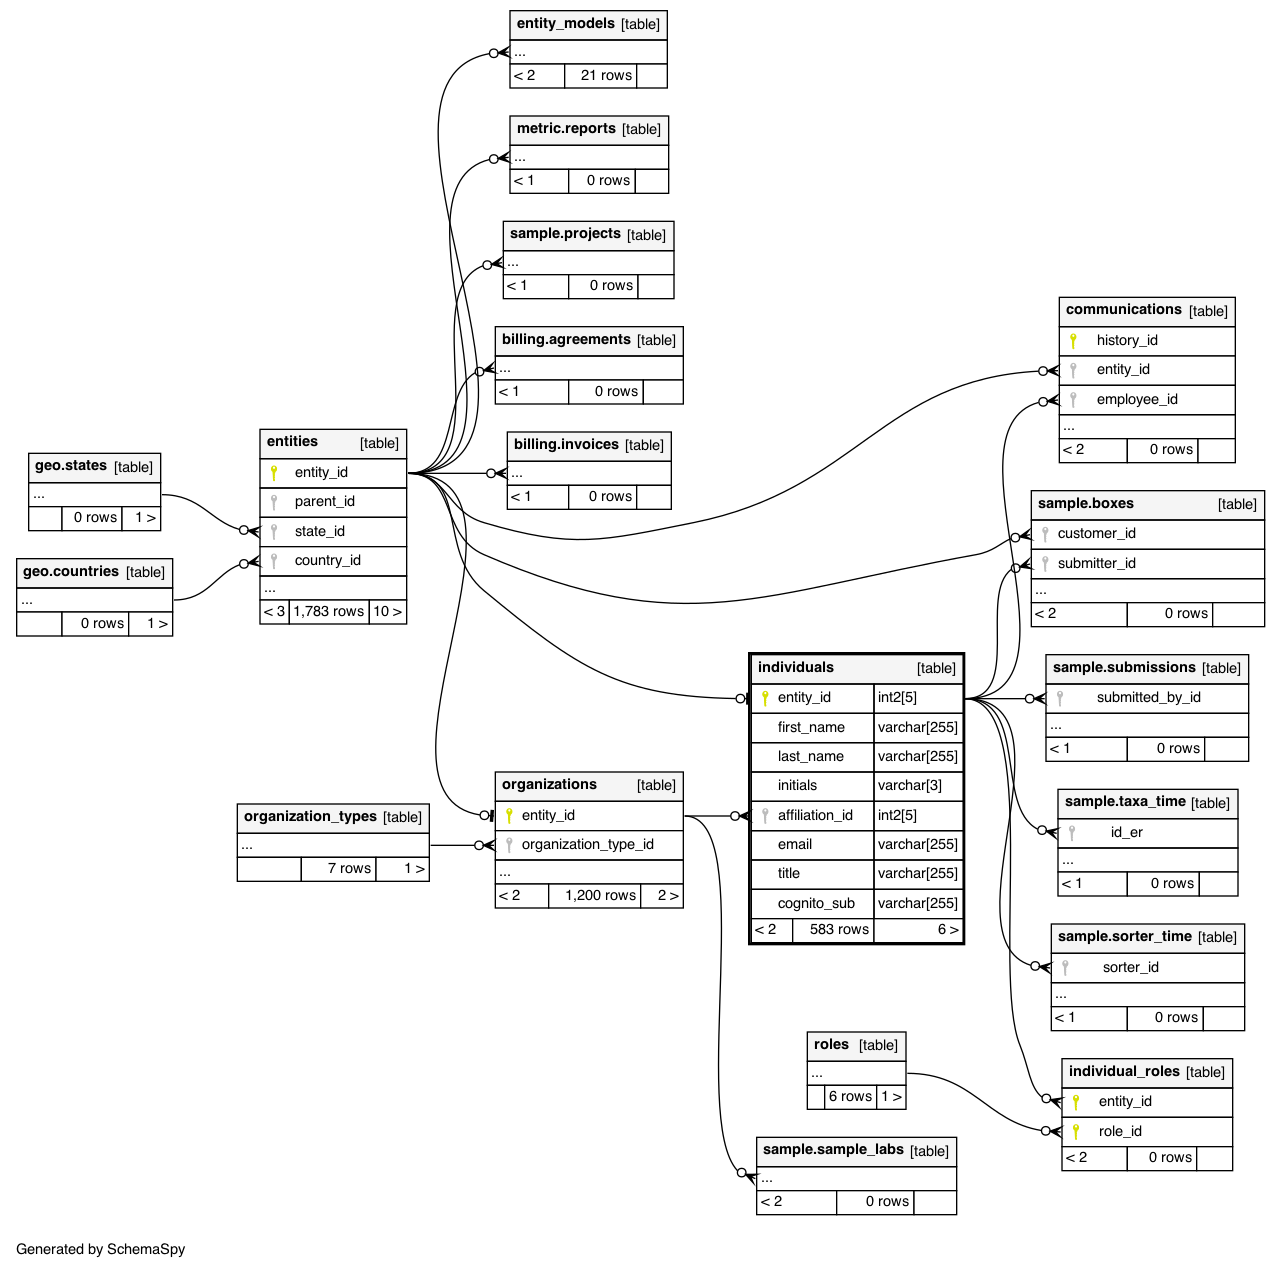 entity_models [table]
...
< 2 21 rows
metric.reports [table]
...
< 1 0 rows
sample.projects [table]
...
< 1 0 rows
billing.agreements [table]
...
< 1 0 rows
billing.invoices [table]
...
< 1 0 rows
communications [table]
history_id
entity_id
employee_id
...
< 2 0 rows
entities [table]
entity_id
parent_id
state_id
country_id
...
< 3 1,783 rows 10 >
geo.states [table]
...
0 rows 1 >
geo.countries [table]
...
0 rows 1 >
sample.boxes [table]
customer_id
submitter_id
...
< 2 0 rows
individuals [table]
entity_id int2[5]
first_name varchar[255]
last_name varchar[255]
initials varchar[3]
affiliation_id int2[5]
email varchar[255]
title varchar[255]
cognito_sub varchar[255]
< 2 583 rows 6 >
sample.submissions [table]
submitted_by_id
...
< 1 0 rows
organizations [table]
entity_id
organization_type_id
...
< 2 1,200 rows 2 >
organization_types [table]
...
7 rows 1 >
sample.taxa_time [table]
id_er
...
< 1 0 rows
sample.sorter_time [table]
sorter_id
...
< 1 0 rows
roles [table]
...
6 rows 1 >
individual_roles [table]
entity_id
role_id
< 2 0 rows
sample.sample_labs [table]
...
< 2 0 rows
Generated by SchemaSpy